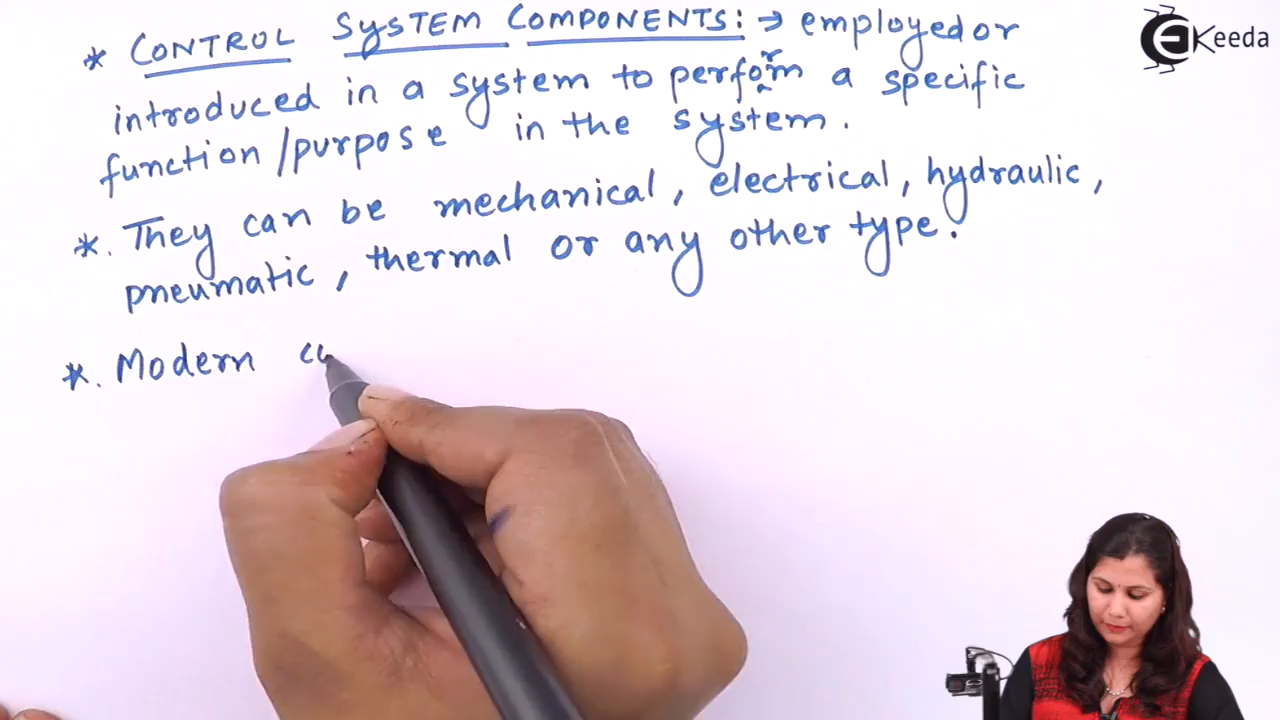 * CONTROL SYSTEM COMPONENTS: → employed or
introduced in a system to perform a specific
function/purpose in the system.
*. They can be mechanical, electrical, hydraulic,
pneumatic, thermal or any other type.
*. Modern
Keeda